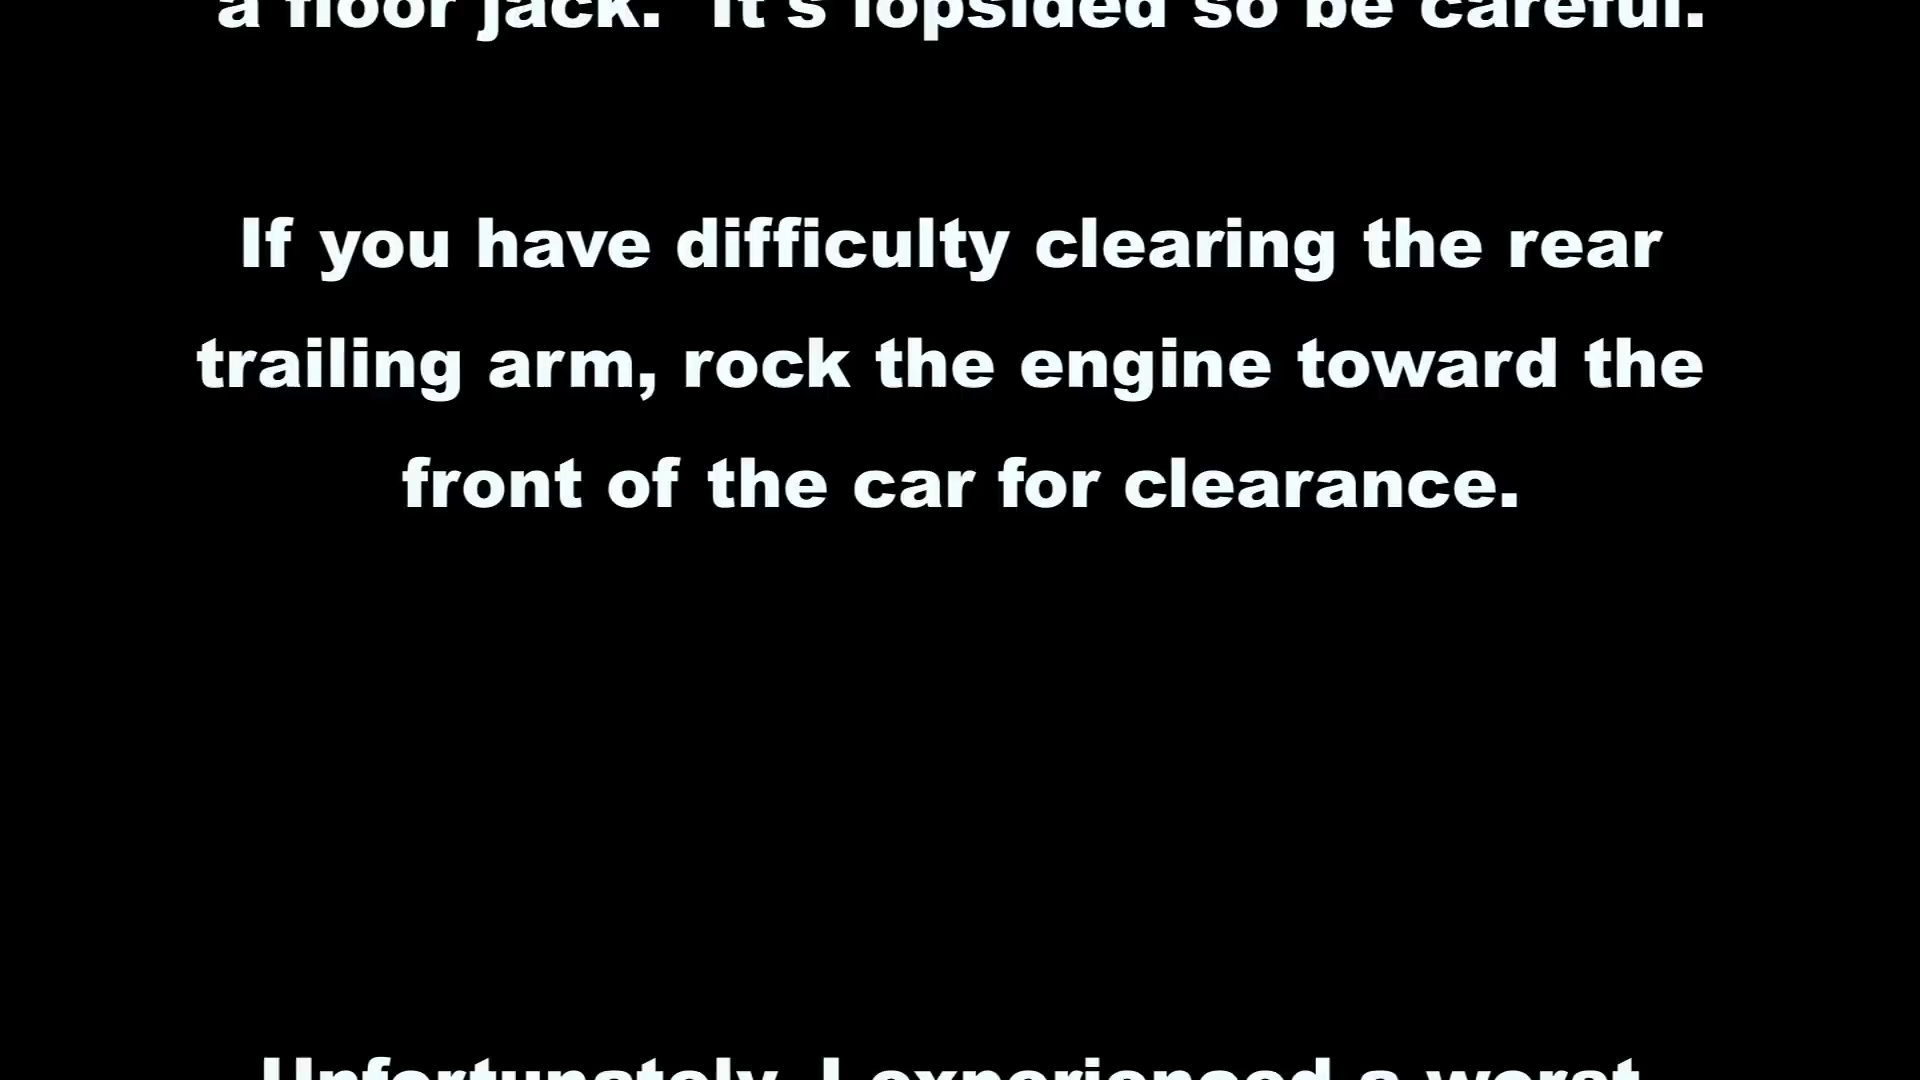 a floor jack.  It's lopsided so be careful.
If you have difficulty clearing the rear
trailing arm, rock the engine toward the
front of the car for clearance.
Unfortunately, I experienced a worst